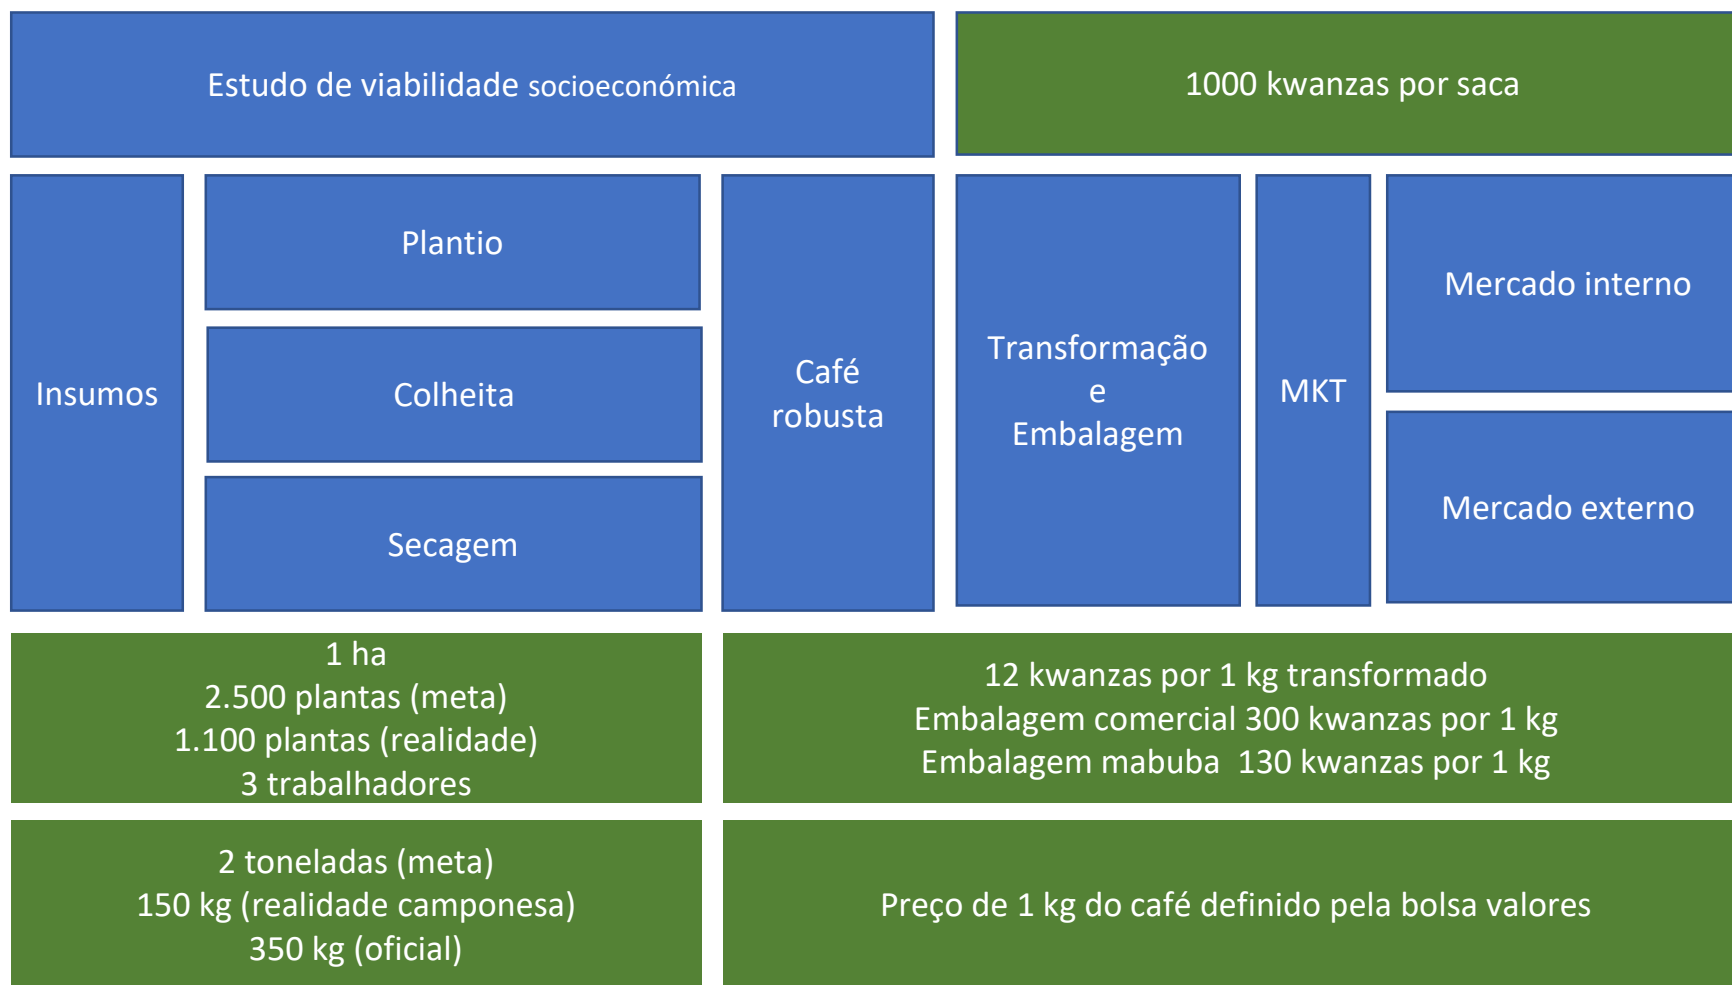 Estudo de viabilidade socioeconómica
1000 kwanzas por saca
Insumos
Plantio
Colheita
Secagem
Café
robusta
Transformação
e
Embalagem
MKT
Mercado interno
Mercado externo
1 ha
2.500 plantas (meta)
1.100 plantas (realidade)
3 trabalhadores
12 kwanzas por 1 kg transformado
Embalagem comercial 300 kwanzas por 1 kg
Embalagem mabuba 130 kwanzas por 1 kg
2 toneladas (meta)
150 kg (realidade camponesa)
350 kg (oficial)
Preço de 1 kg do café definido pela bolsa valores